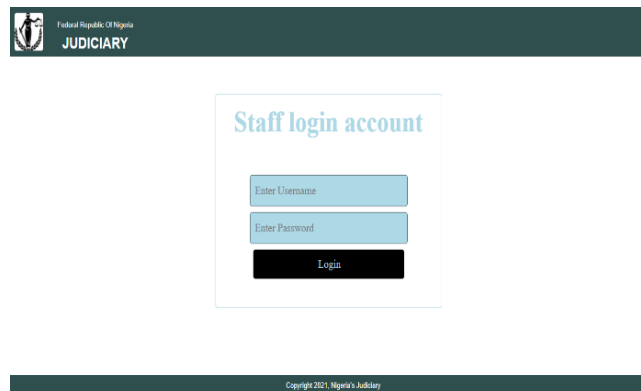 Federal Republic Of Nigeria
JUDICIARY
Staff login account
Enter Username
Enter Password
Login
Copyright 2021, Nigeria's Judiciary